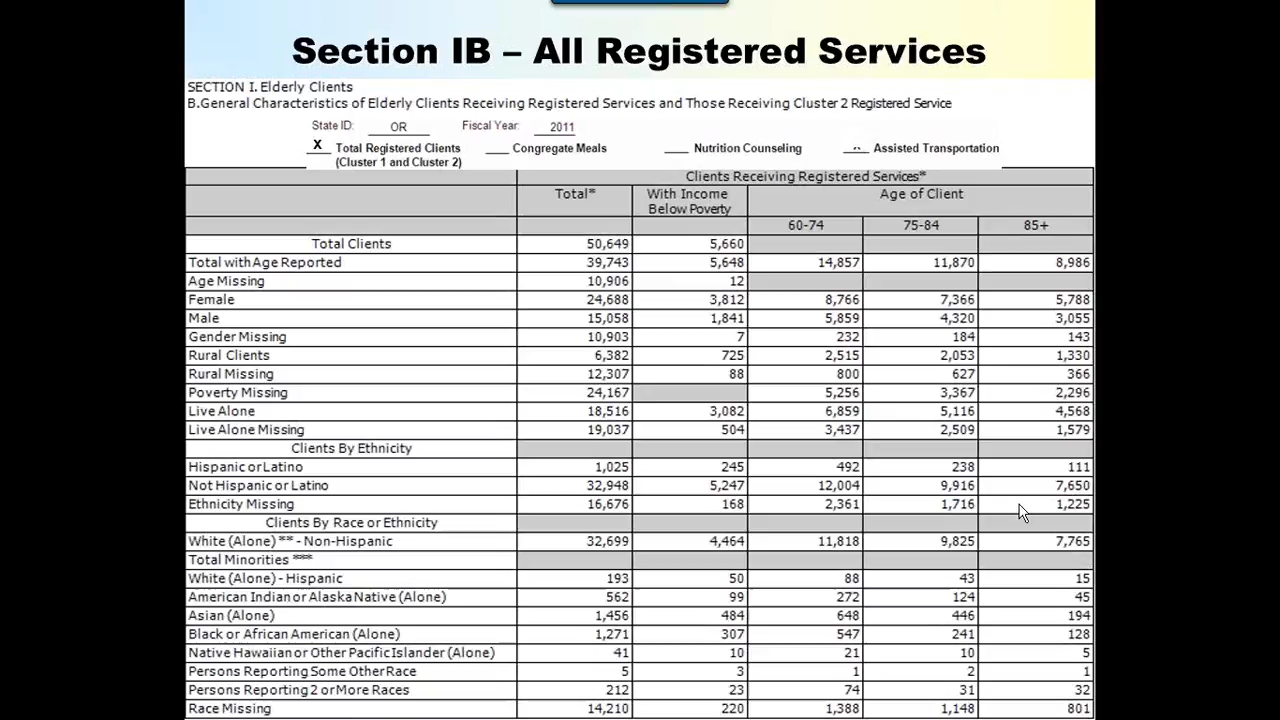 Section IB – All Registered Services
SECTION I. Elderly Clients
B.General Characteristics of Elderly Clients Receiving Registered Services and Those Receiving Cluster 2 Registered Service
State ID: OR Fiscal Year: 2011
X Total Registered Clients Congregate Meals Nutrition Counseling Assisted Transportation
(Cluster 1 and Cluster 2)
Clients Receiving Registered Services*
Total* With Income Age of Client
Below Poverty
60-74 75-84 85+
Total Clients 50,649 5,660
Total with Age Reported 39,743 5,648 14,857 11,870 8,986
Age Missing 10,906 12
Female 24,688 3,812 8,766 7,366 5,788
Male 15,058 1,841 5,859 4,320 3,055
Gender Missing 10,903 7 232 184 143
Rural Clients 6,382 725 2,515 2,053 1,330
Rural Missing 12,307 88 800 627 366
Poverty Missing 24,167 5,256 3,367 2,296
Live Alone 18,516 3,082 6,859 5,116 4,568
Live Alone Missing 19,037 504 3,437 2,509 1,579
Clients By Ethnicity
Hispanic or Latino 1,025 245 492 238 111
Not Hispanic or Latino 32,948 5,247 12,004 9,916 7,650
Ethnicity Missing 16,676 168 2,361 1,716 1,225
Clients By Race or Ethnicity
White (Alone) ** - Non-Hispanic 32,699 4,464 11,818 9,825 7,765
Total Minorities ***
White (Alone) - Hispanic 193 50 88 43 15
American Indian or Alaska Native (Alone) 562 99 272 124 45
Asian (Alone) 1,456 484 648 446 194
Black or African American (Alone) 1,271 307 547 241 128
Native Hawaiian or Other Pacific Islander (Alone) 41 10 21 10 5
Persons Reporting Some Other Race 5 3 1 2 1
Persons Reporting 2 or More Races 212 23 74 31 32
Race Missing 14,210 220 1,388 1,148 801